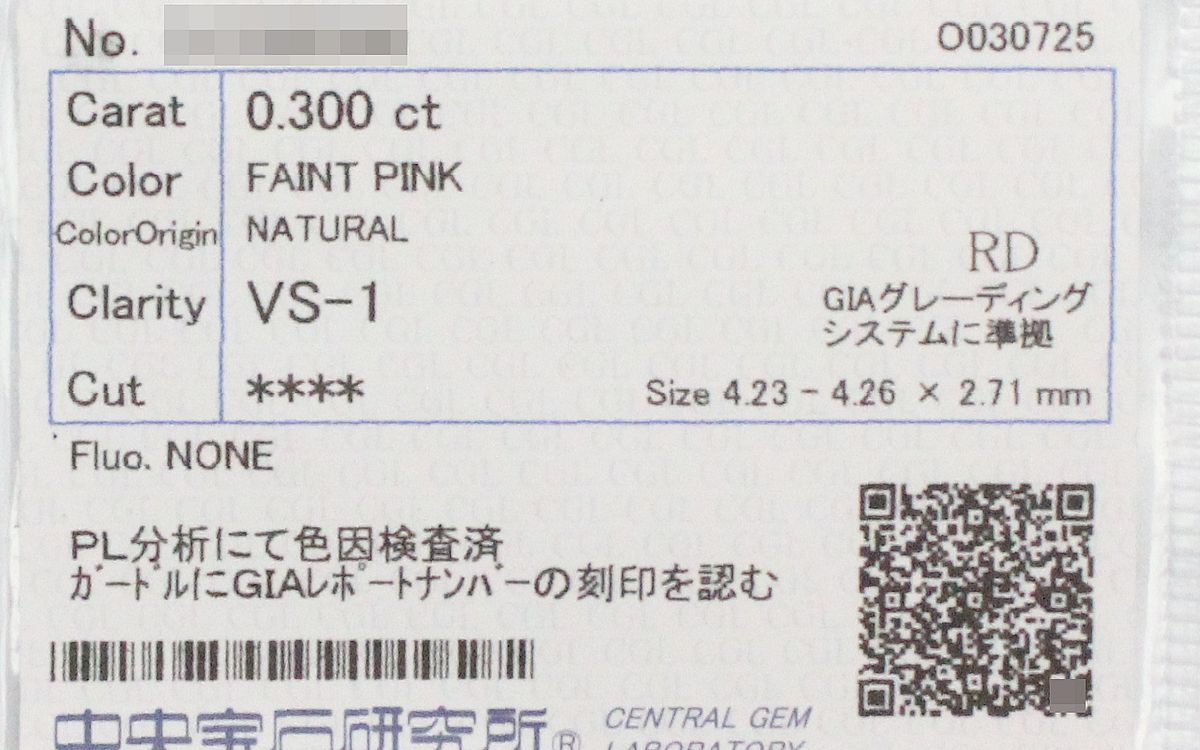 No.
O030725
Carat 0.300 ct
Color FAINT PINK
ColorOrigin NATURAL
RD
Clarity VS-1
GIAグレーディング
システムに準拠
Cut ****
Size 4.23 - 4.26 × 2.71 mm
Fluo. NONE
PL分析にて色因検査済
ガードルにGIAレポートナンバーの刻印を認む
中央宝石研究所®
CENTRAL GEM
LABORATORY